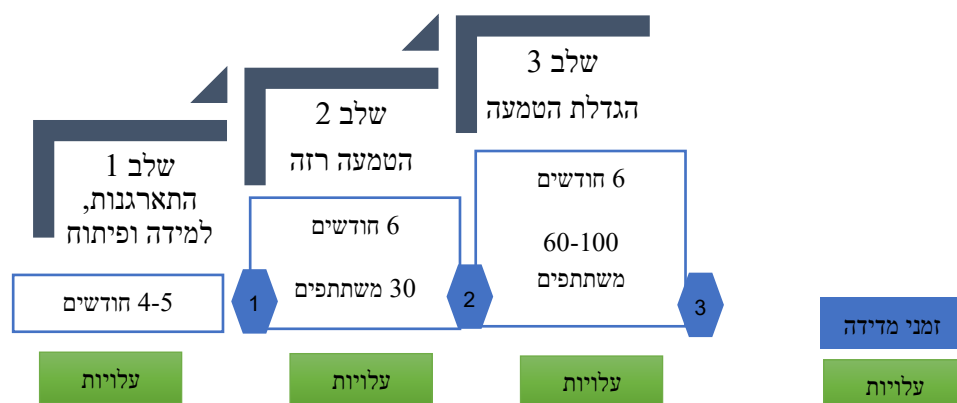 שלב 1
התארגנות,
למידה ופיתוח
4-5 חודשים
עלויות
1
שלב 2
הטמעה רזה
6 חודשים
30 משתתפים
עלויות
2
שלב 3
הגדלת הטמעה
6 חודשים
60-100
משתתפים
עלויות
3
זמני מדידה
עלויות